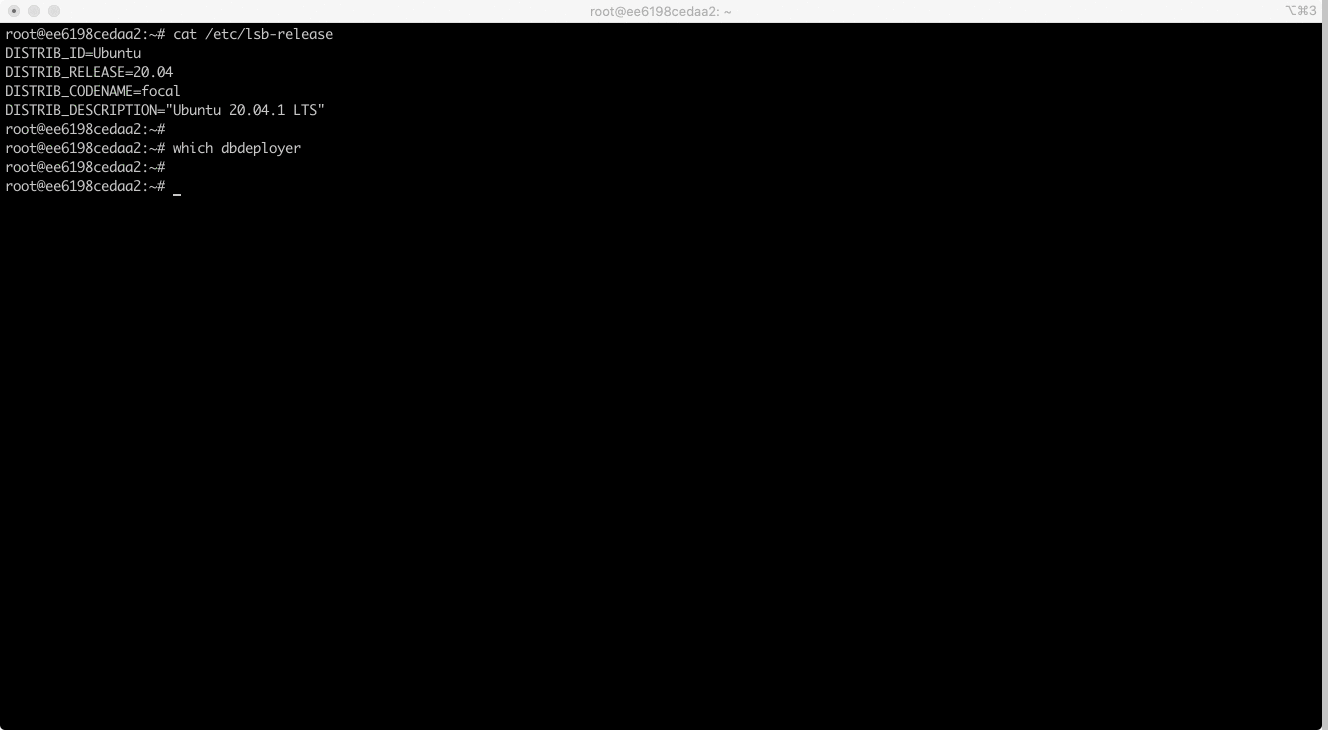 root@ee6198cedaa2: ~
⌥⌘3
root@ee6198cedaa2:~# cat /etc/lsb-release
DISTRIB_ID=Ubuntu
DISTRIB_RELEASE=20.04
DISTRIB_CODENAME=focal
DISTRIB_DESCRIPTION="Ubuntu 20.04.1 LTS"
root@ee6198cedaa2:~#
root@ee6198cedaa2:~# which dbdeployer
root@ee6198cedaa2:~#
root@ee6198cedaa2:~# _